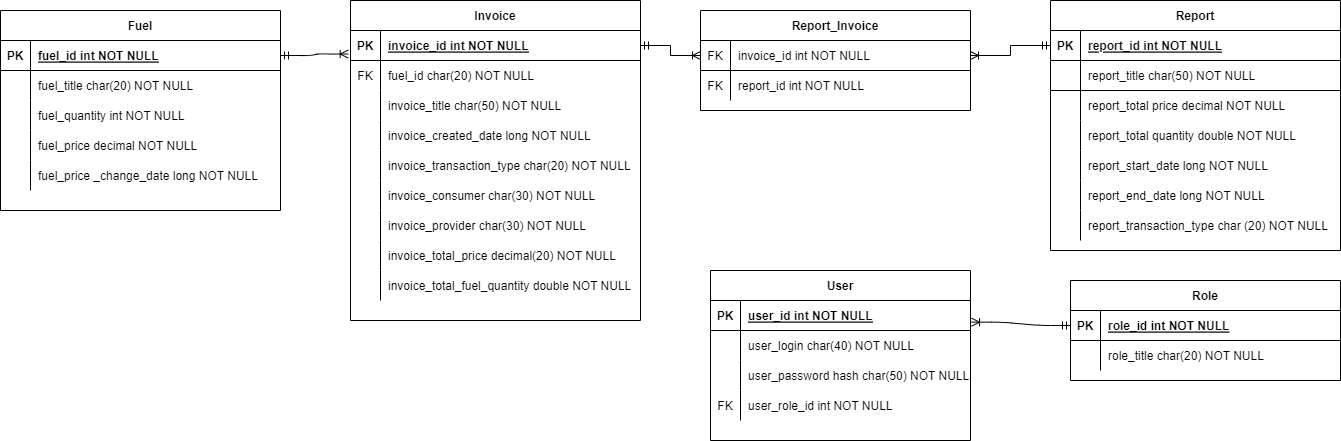 Fuel
PK fuel_id int NOT NULL
fuel_title char(20) NOT NULL
fuel_quantity int NOT NULL
fuel_price decimal NOT NULL
fuel_price _change_date long NOT NULL
Invoice
PK invoice_id int NOT NULL
FK fuel_id char(20) NOT NULL
invoice_title char(50) NOT NULL
invoice_created_date long NOT NULL
invoice_transaction_type char(20) NOT NULL
invoice_consumer char(30) NOT NULL
invoice_provider char(30) NOT NULL
invoice_total_price decimal(20) NOT NULL
invoice_total_fuel_quantity double NOT NULL
Report_Invoice
FK invoice_id int NOT NULL
FK report_id int NOT NULL
Report
PK report_id int NOT NULL
report_title char(50) NOT NULL
report_total price decimal NOT NULL
report_total quantity double NOT NULL
report_start_date long NOT NULL
report_end_date long NOT NULL
report_transaction_type char (20) NOT NULL
User
PK user_id int NOT NULL
user_login char(40) NOT NULL
user_password hash char(50) NOT NULL
FK user_role_id int NOT NULL
Role
PK role_id int NOT NULL
role_title char(20) NOT NULL